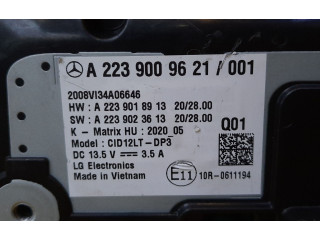 A 223 900 96 21 / 001
2008VI34A06646
HW : A 223 901 89 13 20/28.00
SW : A 223 902 36 13 20/28.00
K - Matrix HU : 2020_05 Q01
Model : CID12LT-DP3
DC 13.5 V ⎓ 3.5 A
LG Electronics
Made in Vietnam E11 10R-0611194